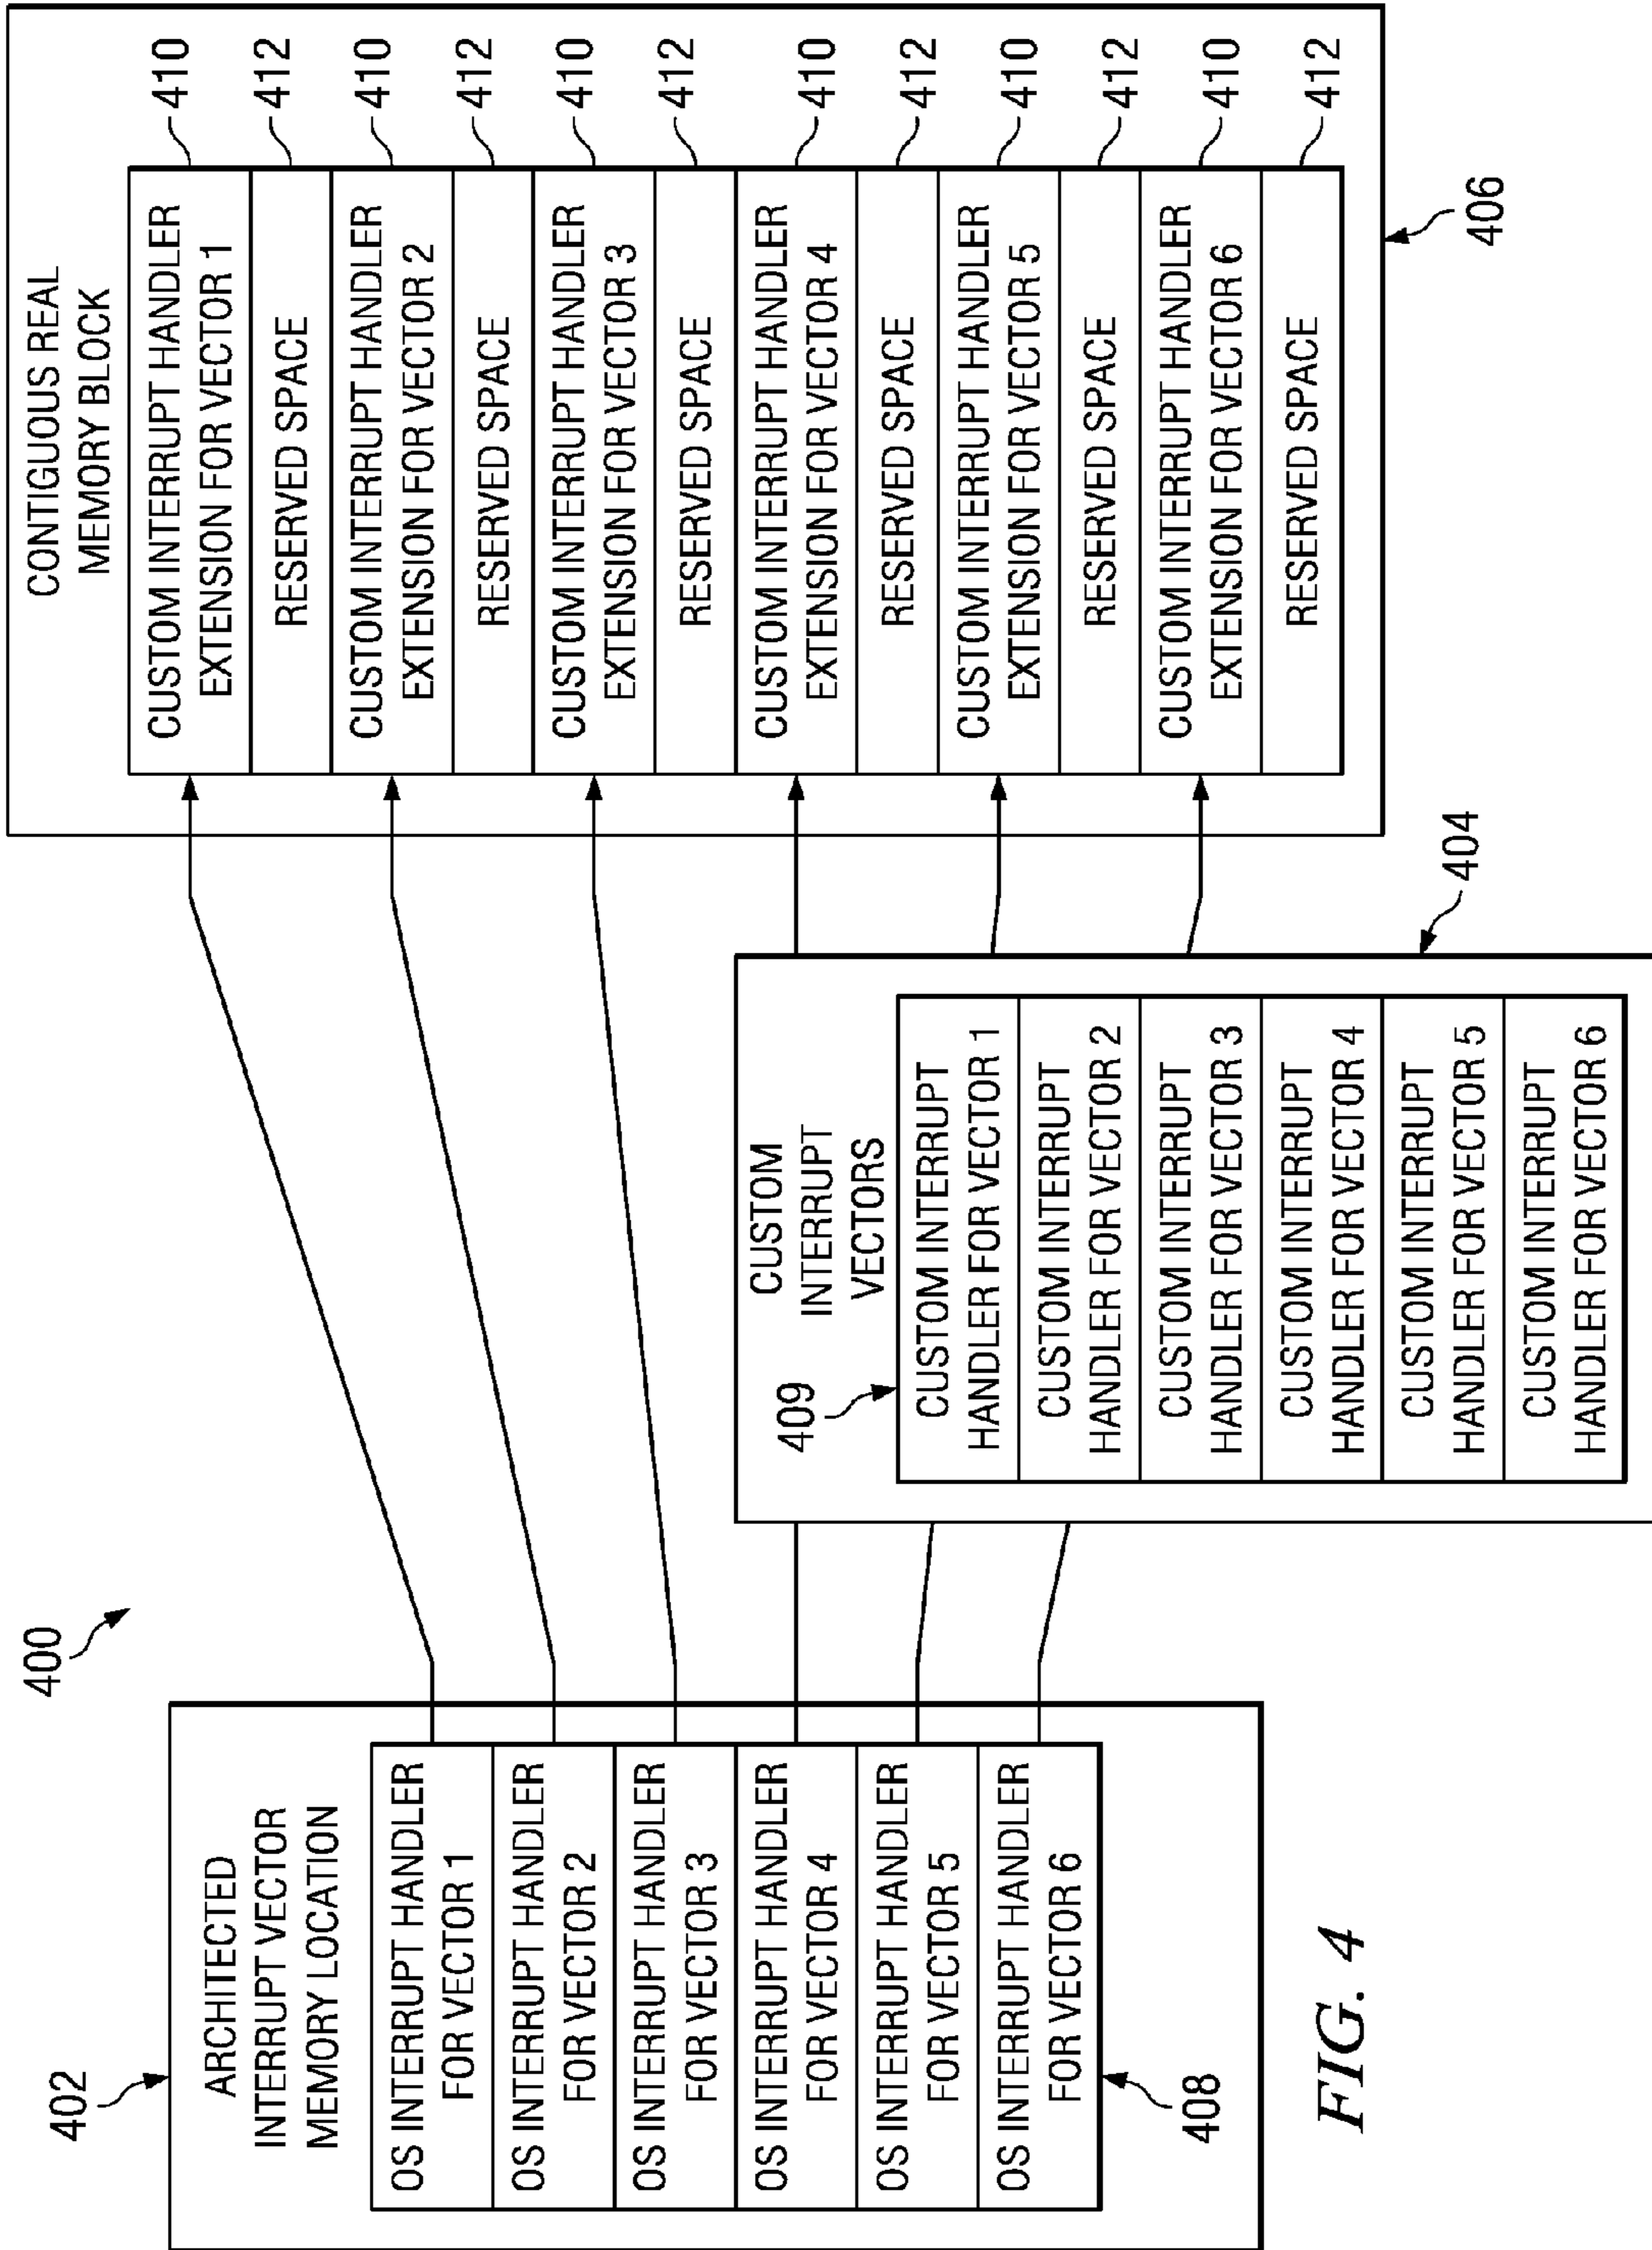 400
402
ARCHITECTED
INTERRUPT VECTOR
MEMORY LOCATION
OS INTERRUPT HANDLER
FOR VECTOR 1
OS INTERRUPT HANDLER
FOR VECTOR 2
OS INTERRUPT HANDLER
FOR VECTOR 3
OS INTERRUPT HANDLER
FOR VECTOR 4
OS INTERRUPT HANDLER
FOR VECTOR 5
OS INTERRUPT HANDLER
FOR VECTOR 6
408
CUSTOM
INTERRUPT
VECTORS
409
CUSTOM INTERRUPT
HANDLER FOR VECTOR 1
CUSTOM INTERRUPT
HANDLER FOR VECTOR 2
CUSTOM INTERRUPT
HANDLER FOR VECTOR 3
CUSTOM INTERRUPT
HANDLER FOR VECTOR 4
CUSTOM INTERRUPT
HANDLER FOR VECTOR 5
CUSTOM INTERRUPT
HANDLER FOR VECTOR 6
404
CONTIGUOUS REAL
MEMORY BLOCK
CUSTOM INTERRUPT HANDLER
EXTENSION FOR VECTOR 1
410
RESERVED SPACE
412
CUSTOM INTERRUPT HANDLER
EXTENSION FOR VECTOR 2
410
RESERVED SPACE
412
CUSTOM INTERRUPT HANDLER
EXTENSION FOR VECTOR 3
410
RESERVED SPACE
412
CUSTOM INTERRUPT HANDLER
EXTENSION FOR VECTOR 4
410
RESERVED SPACE
412
CUSTOM INTERRUPT HANDLER
EXTENSION FOR VECTOR 5
410
RESERVED SPACE
412
CUSTOM INTERRUPT HANDLER
EXTENSION FOR VECTOR 6
410
RESERVED SPACE
412
406
FIG. 4